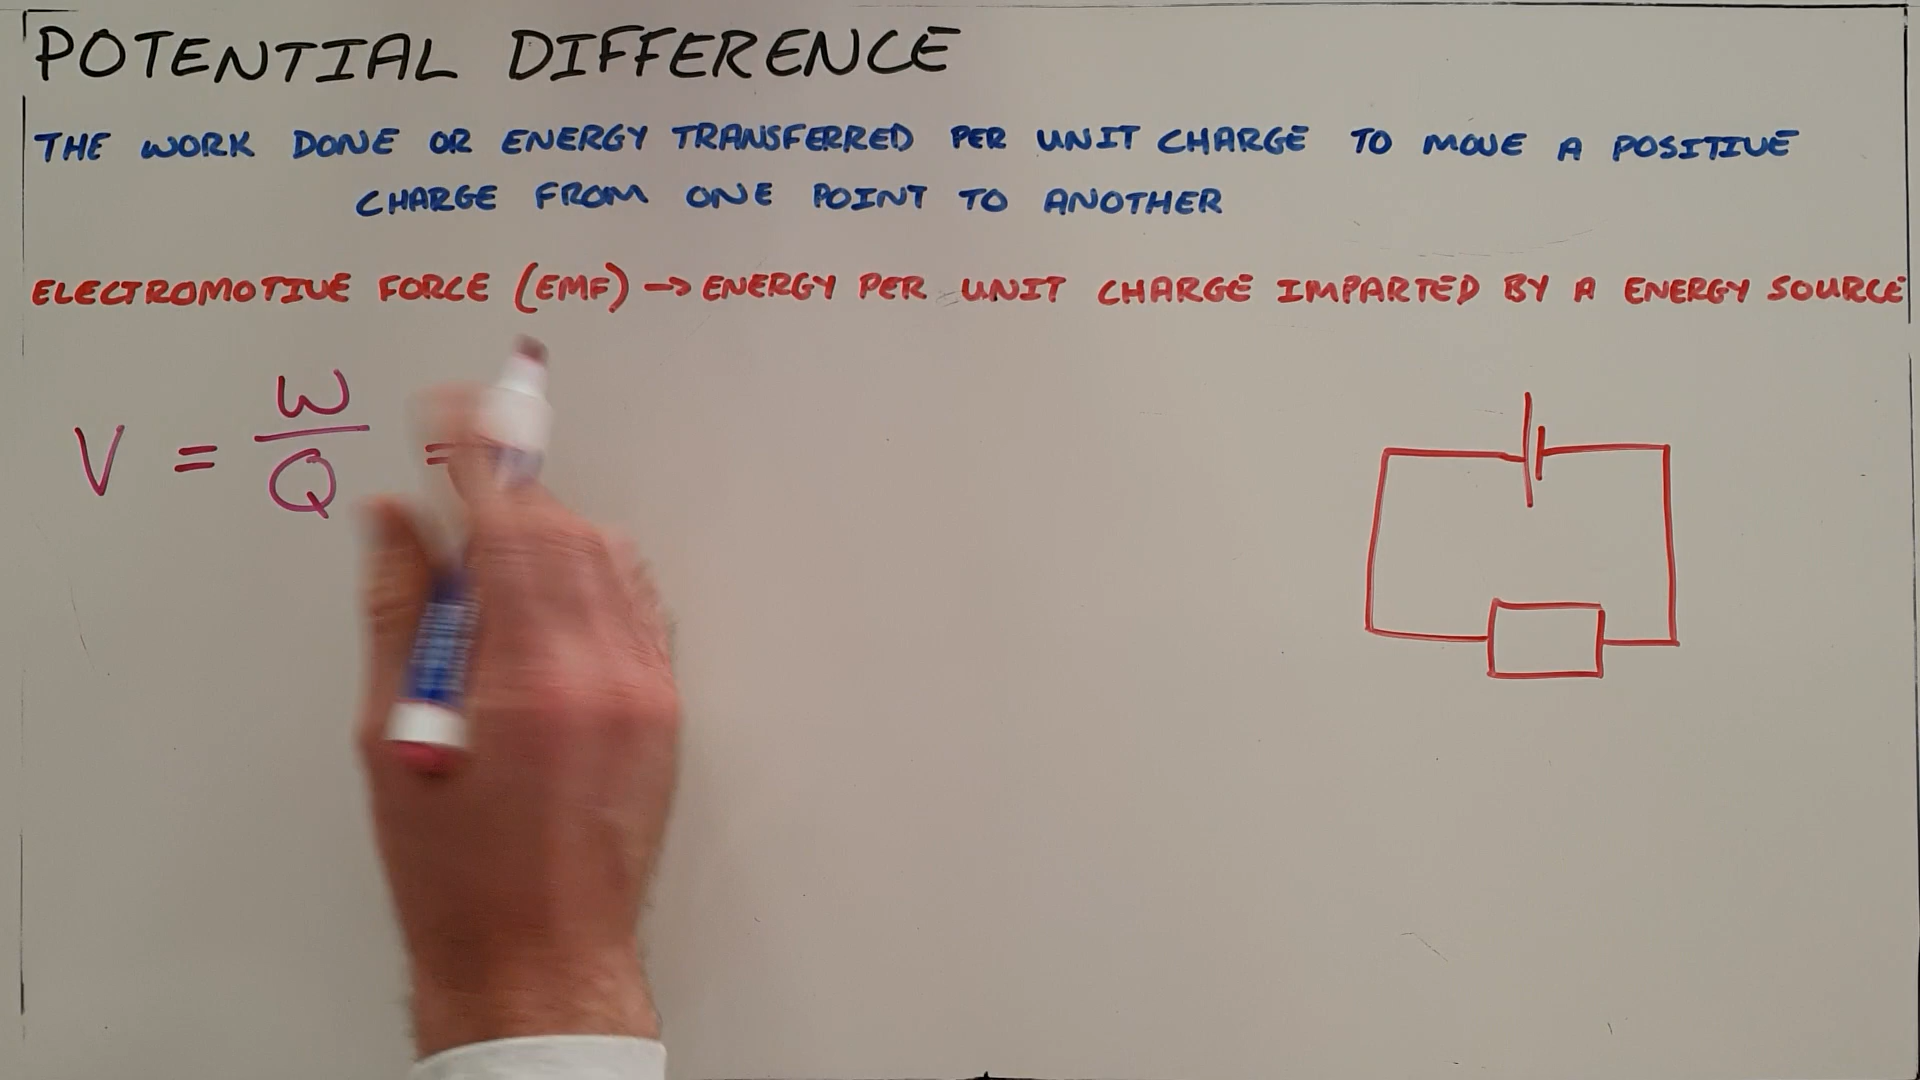 POTENTIAL DIFFERENCE
THE WORK DONE OR ENERGY TRANSFERRED PER UNIT CHARGE TO MOVE A POSITIVE
CHARGE FROM ONE POINT TO ANOTHER
ELECTROMOTIVE FORCE (EMF) → ENERGY PER UNIT CHARGE IMPARTED BY A ENERGY SOURCE
V = W/Q =